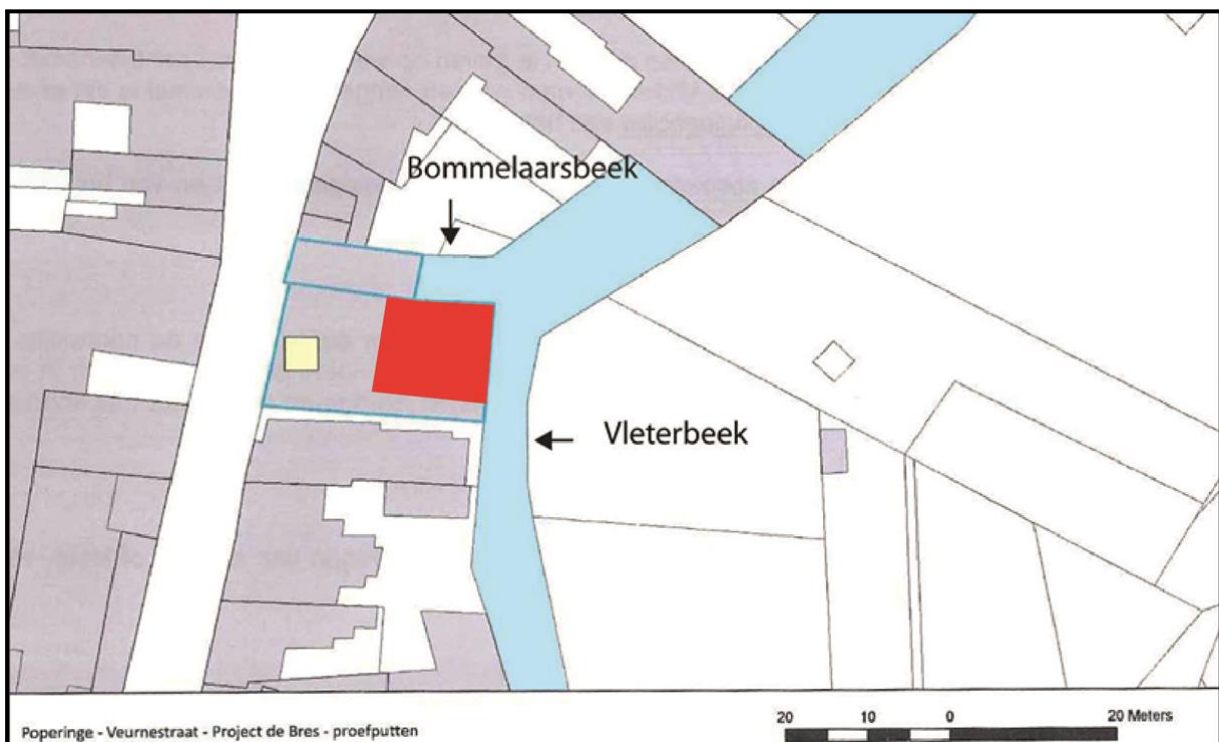 Bommelaarsbeek
Vleterbeek
20 10 0 20 Meters
Poperinge - Veurnestraat - Project de Bres - proefputten